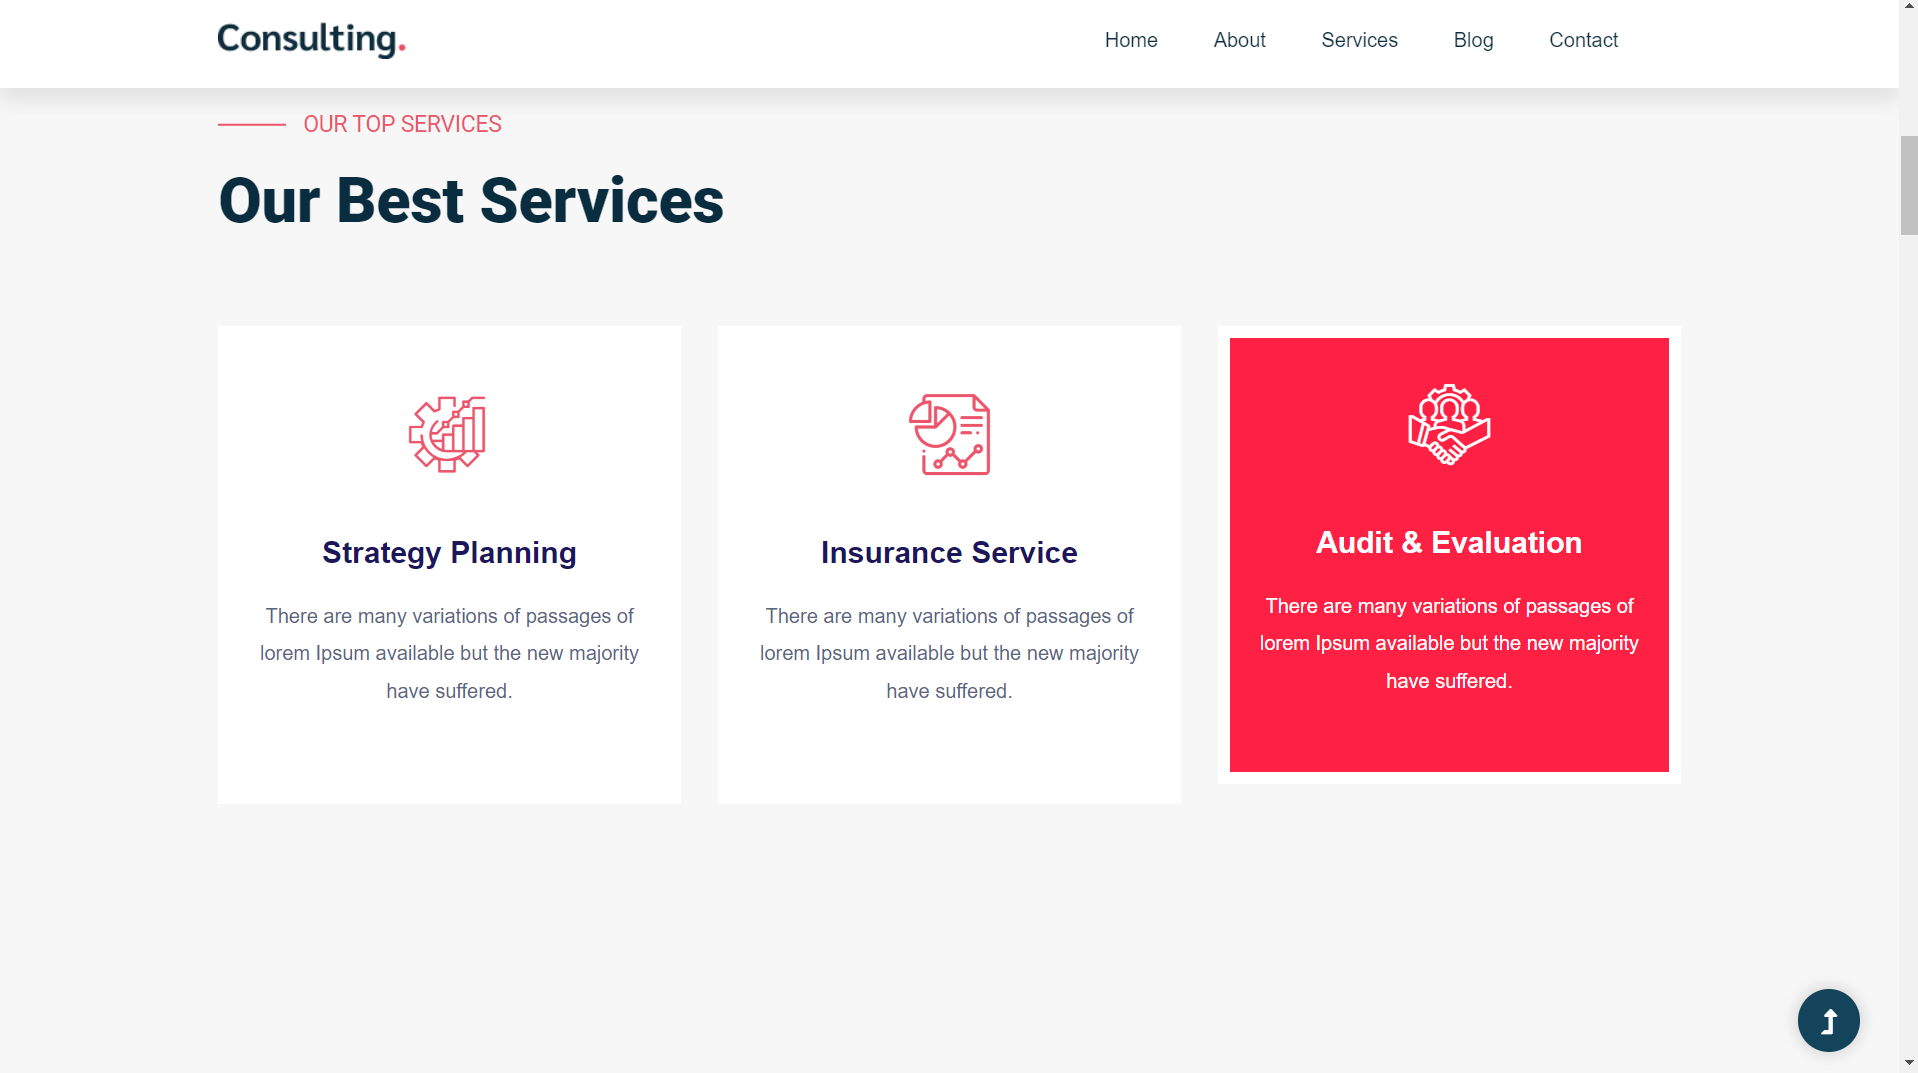 Consulting.
Home About Services Blog Contact
OUR TOP SERVICES
Our Best Services
Strategy Planning
There are many variations of passages of
lorem Ipsum available but the new majority
have suffered.
Insurance Service
There are many variations of passages of
lorem Ipsum available but the new majority
have suffered.
Audit & Evaluation
There are many variations of passages of
lorem Ipsum available but the new majority
have suffered.